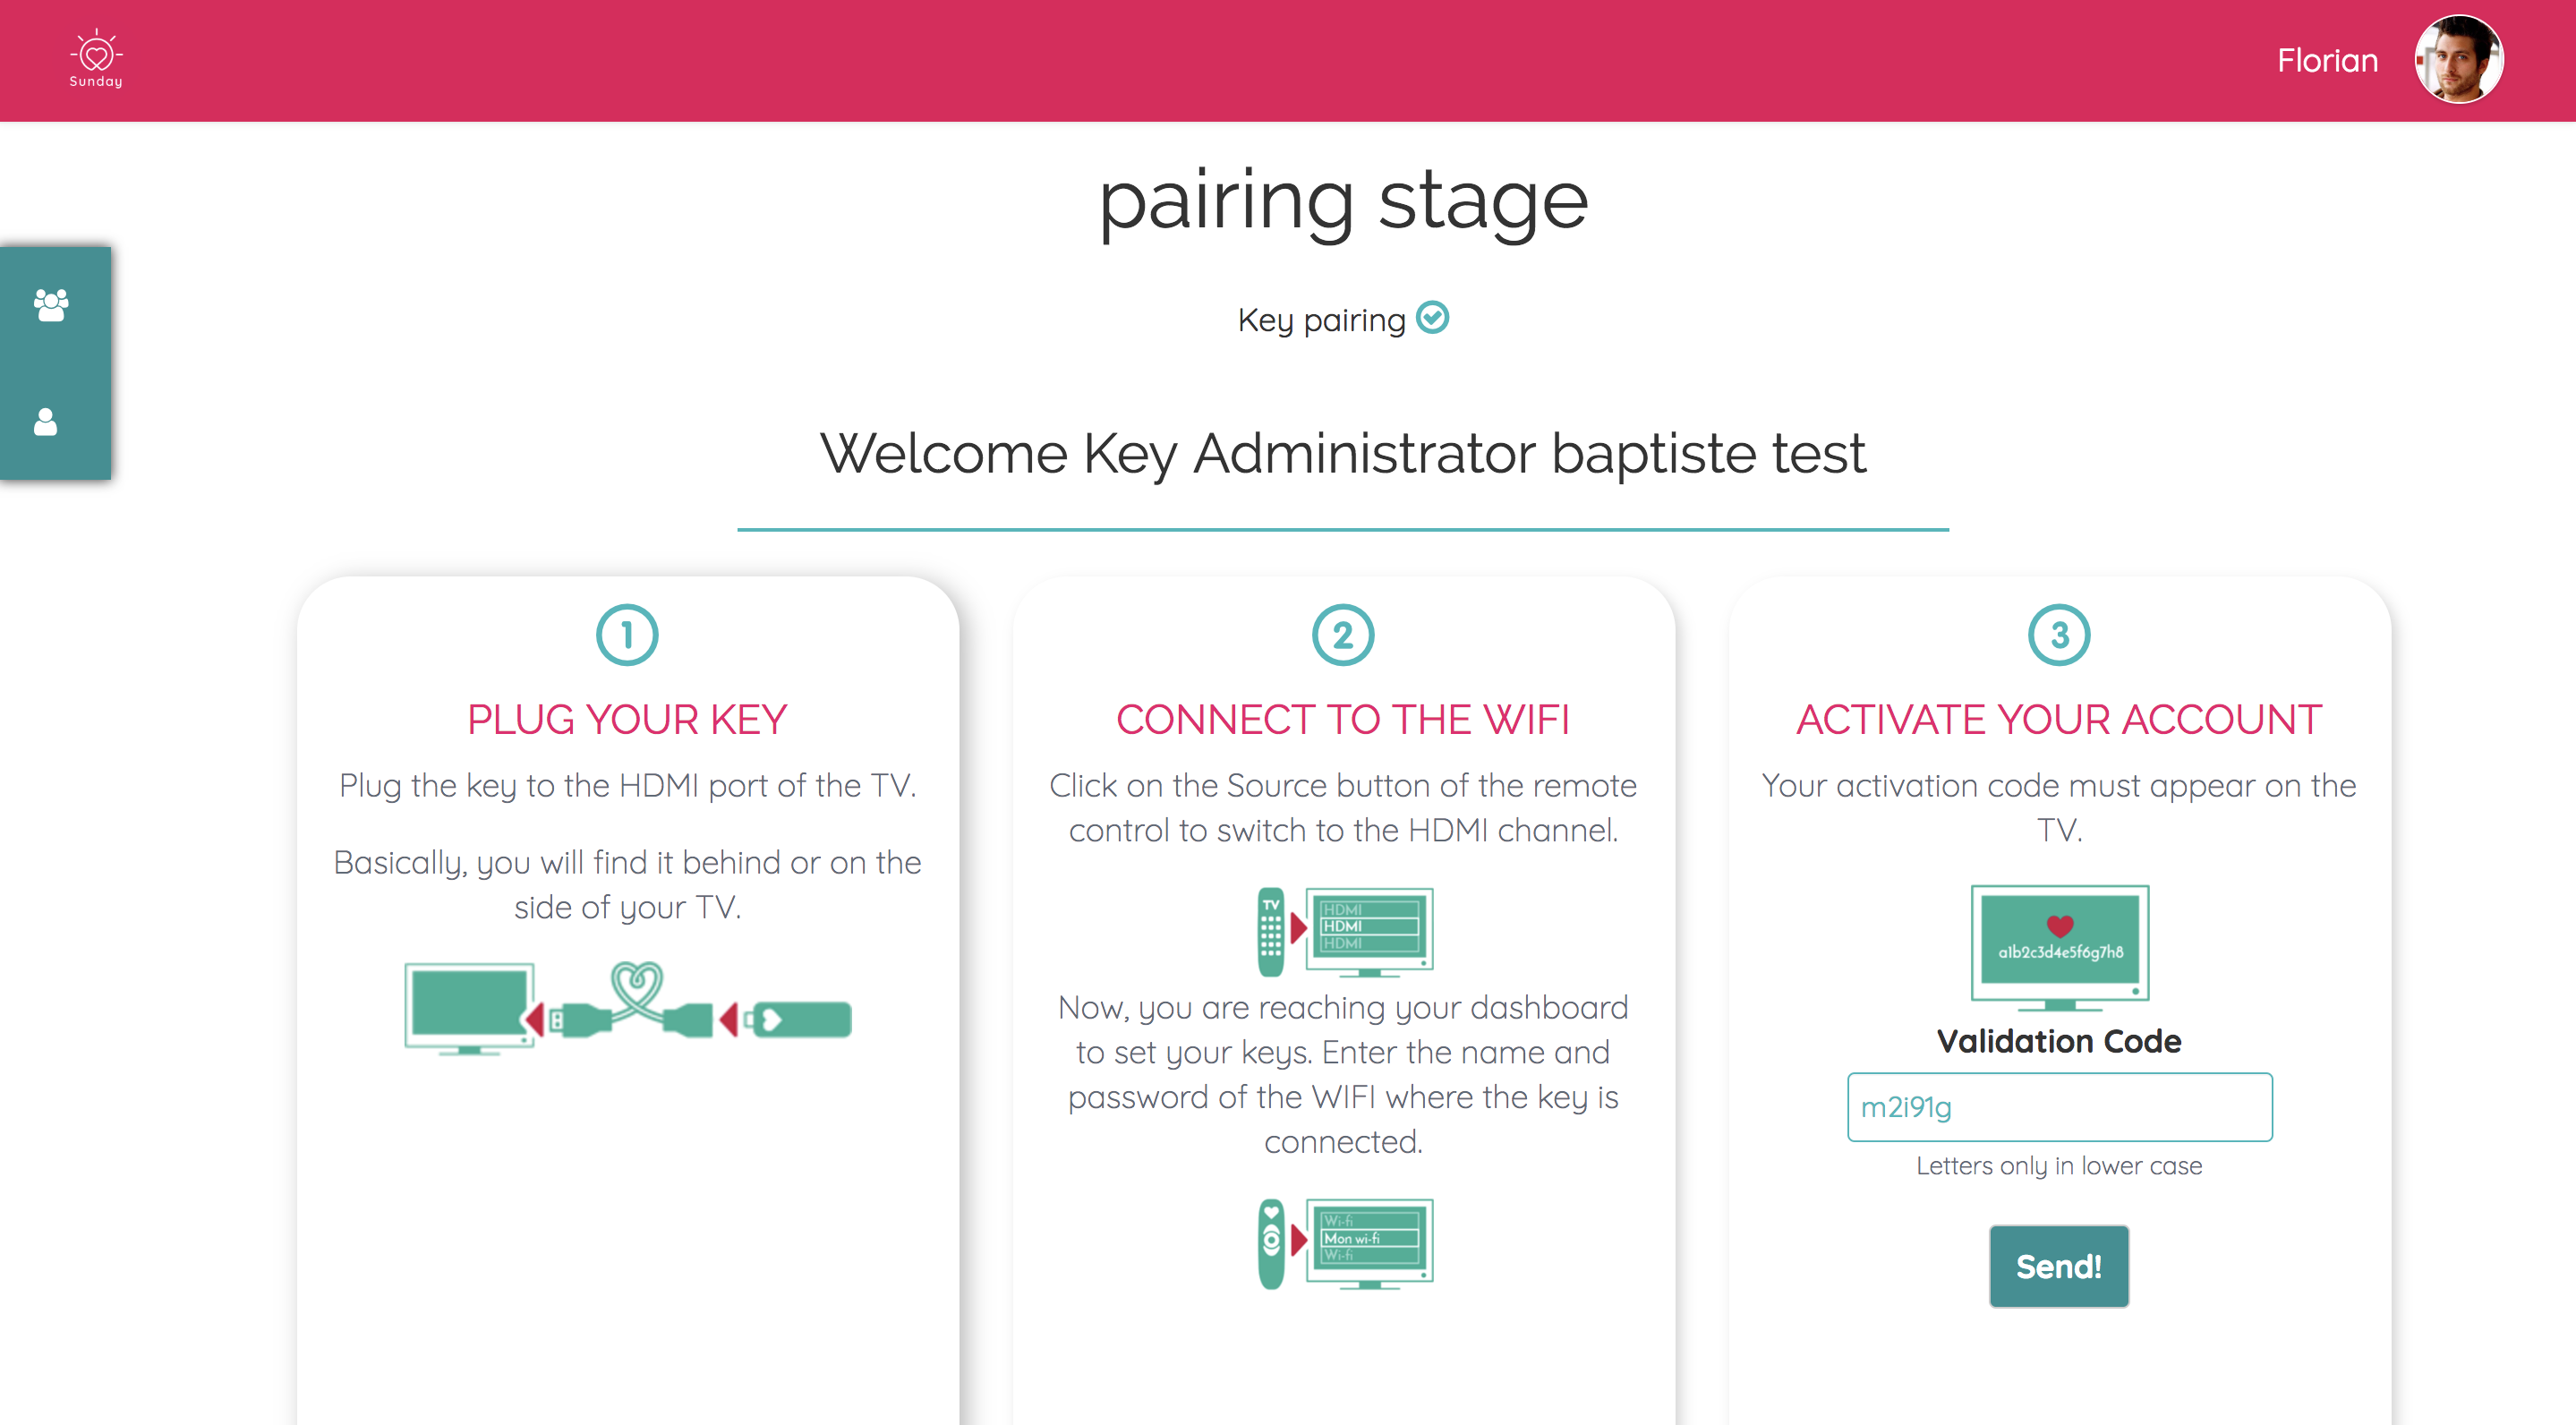 Sunday
Florian
pairing stage
Key pairing
Welcome Key Administrator baptiste test
1
PLUG YOUR KEY
Plug the key to the HDMI port of the TV.
Basically, you will find it behind or on the
side of your TV.
2
CONNECT TO THE WIFI
Click on the Source button of the remote
control to switch to the HDMI channel.
TV
HDMI
HDMI
HDMI
Now, you are reaching your dashboard
to set your keys. Enter the name and
password of the WIFI where the key is
connected.
Wi-fi
Mon wi-fi
Wi-fi
3
ACTIVATE YOUR ACCOUNT
Your activation code must appear on the
TV.
a1b2c3d4e5f6g7h8
Validation Code
m2i91g
Letters only in lower case
Send!